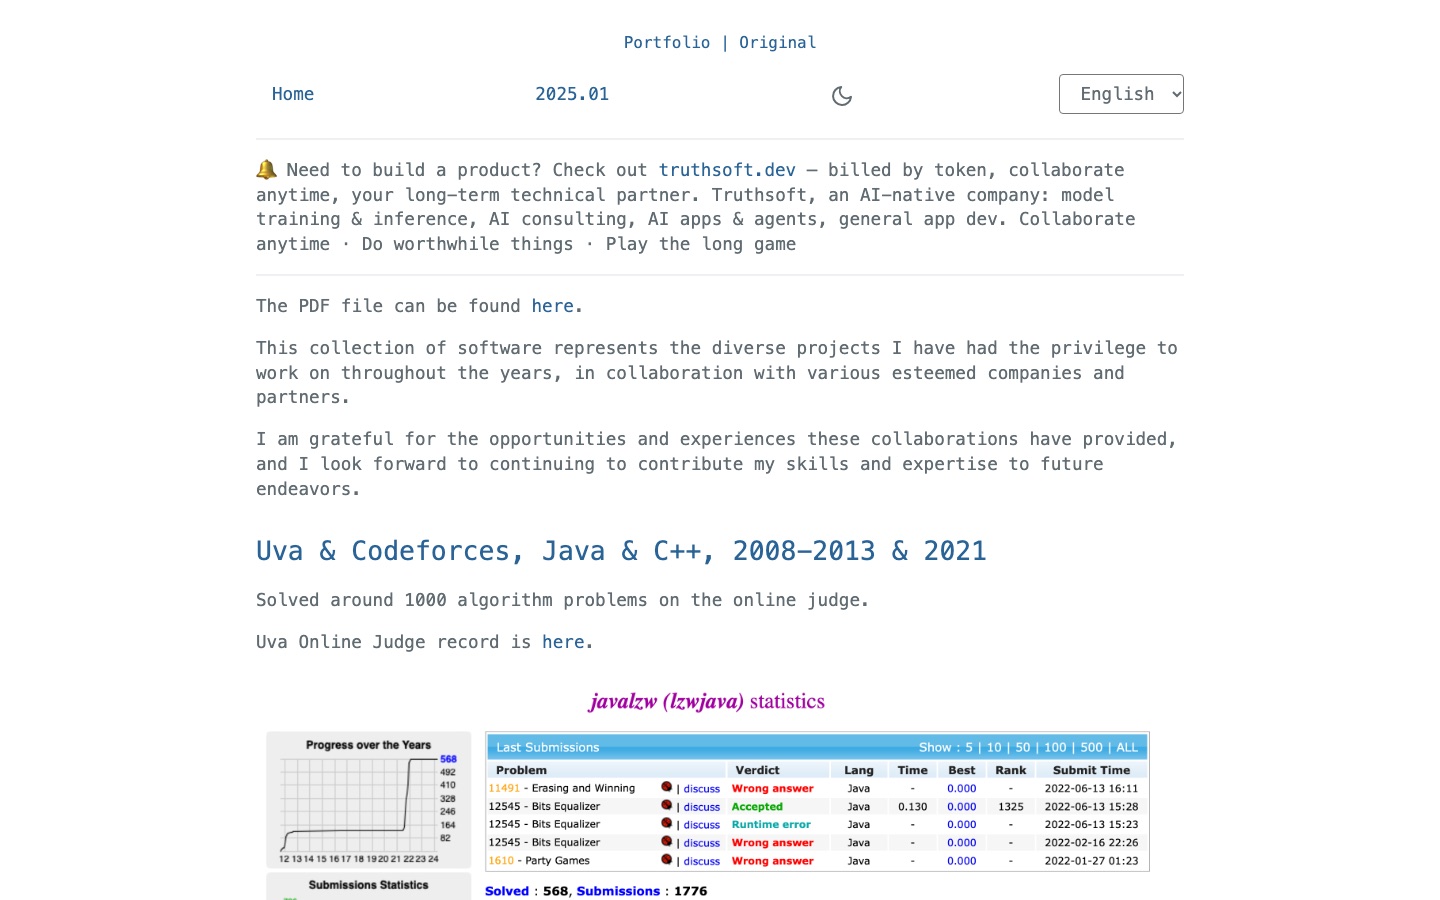 Portfolio | Original
Home 2025.01 English
🔔 Need to build a product? Check out truthsoft.dev — billed by token, collaborate
anytime, your long-term technical partner. Truthsoft, an AI-native company: model
training & inference, AI consulting, AI apps & agents, general app dev. Collaborate
anytime · Do worthwhile things · Play the long game
The PDF file can be found here.
This collection of software represents the diverse projects I have had the privilege to
work on throughout the years, in collaboration with various esteemed companies and
partners.
I am grateful for the opportunities and experiences these collaborations have provided,
and I look forward to continuing to contribute my skills and expertise to future
endeavors.
Uva & Codeforces, Java & C++, 2008-2013 & 2021
Solved around 1000 algorithm problems on the online judge.
Uva Online Judge record is here.
javalzw (lzwjava) statistics
Progress over the Years
568
492
410
328
246
164
82
12 13 14 15 16 17 18 19 20 21 22 23 24
Submissions Statistics
Last Submissions Show : 5 | 10 | 50 | 100 | 500 | ALL
Problem Verdict Lang Time Best Rank Submit Time
11491 - Erasing and Winning | discuss Wrong answer Java - 0.000 - 2022-06-13 16:11
12545 - Bits Equalizer | discuss Accepted Java 0.130 0.000 1325 2022-06-13 15:28
12545 - Bits Equalizer | discuss Runtime error Java - 0.000 - 2022-06-13 15:23
12545 - Bits Equalizer | discuss Wrong answer Java - 0.000 - 2022-02-16 22:26
1610 - Party Games | discuss Wrong answer Java - 0.000 - 2022-01-27 01:23
Solved : 568, Submissions : 1776